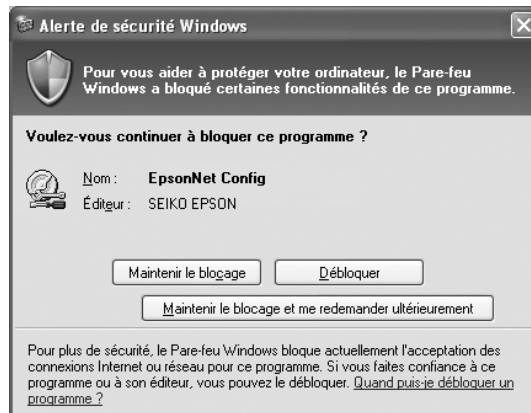 Alerte de sécurité Windows
Pour vous aider à protéger votre ordinateur, le Pare-feu
Windows a bloqué certaines fonctionnalités de ce programme.
Voulez-vous continuer à bloquer ce programme ?
Nom : EpsonNet Config
Éditeur : SEIKO EPSON
Maintenir le blocage Débloquer
Maintenir le blocage et me redemander ultérieurement
Pour plus de sécurité, le Pare-feu Windows bloque actuellement l'acceptation des
connexions Internet ou réseau pour ce programme. Si vous faites confiance à ce
programme ou à son éditeur, vous pouvez le débloquer. Quand puis-je débloquer un
programme ?